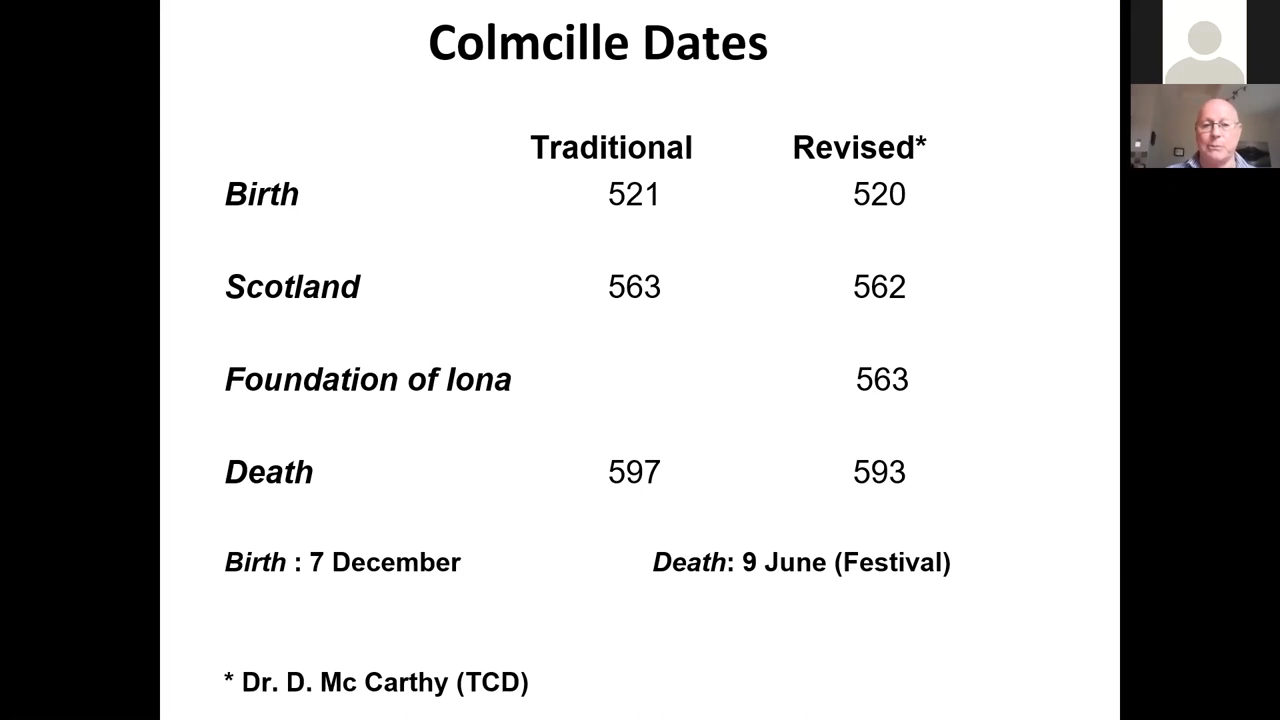 Colmcille Dates
Traditional Revised*
Birth 521 520
Scotland 563 562
Foundation of Iona 563
Death 597 593
Birth : 7 December Death: 9 June (Festival)
* Dr. D. Mc Carthy (TCD)